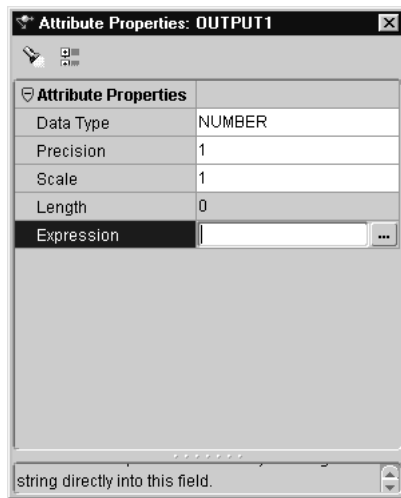 Attribute Properties: OUTPUT1
Attribute Properties
Data Type NUMBER
Precision 1
Scale 1
Length 0
Expression ...
string directly into this field.